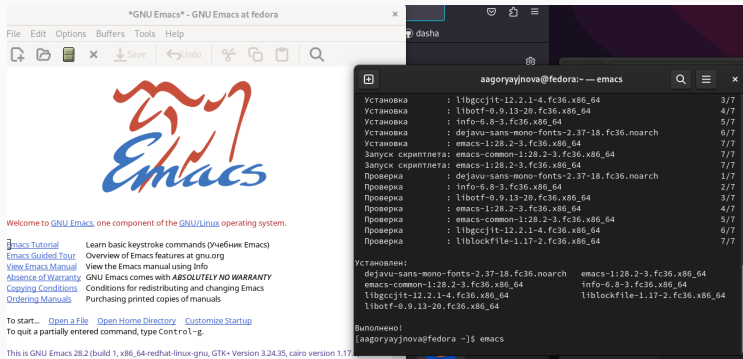 *GNU Emacs* - GNU Emacs at fedora
File Edit Options Buffers Tools Help
Save Undo
Emacs
Welcome to GNU Emacs, one component of the GNU/Linux operating system.
Emacs Tutorial Learn basic keystroke commands (Учебник Emacs)
Emacs Guided Tour Overview of Emacs features at gnu.org
View Emacs Manual View the Emacs manual using Info
Absence of Warranty GNU Emacs comes with ABSOLUTELY NO WARRANTY
Copying Conditions Conditions for redistributing and changing Emacs
Ordering Manuals Purchasing printed copies of manuals
To start... Open a File Open Home Directory Customize Startup
To quit a partially entered command, type Control-g.
This is GNU Emacs 28.2 (build 1, x86_64-redhat-linux-gnu, GTK+ Version 3.24.35, cairo version 1.17.
dasha
aagoryayjnova@fedora:~ — emacs
Установка : libgccjit-12.2.1-4.fc36.x86_64 3/7
Установка : libotf-0.9.13-20.fc36.x86_64 4/7
Установка : info-6.8-3.fc36.x86_64 5/7
Установка : dejavu-sans-mono-fonts-2.37-18.fc36.noarch 6/7
Установка : emacs-1:28.2-3.fc36.x86_64 7/7
Запуск скриптлета: emacs-common-1:28.2-3.fc36.x86_64 7/7
Запуск скриптлета: emacs-1:28.2-3.fc36.x86_64 7/7
Проверка : dejavu-sans-mono-fonts-2.37-18.fc36.noarch 1/7
Проверка : info-6.8-3.fc36.x86_64 2/7
Проверка : libotf-0.9.13-20.fc36.x86_64 3/7
Проверка : emacs-1:28.2-3.fc36.x86_64 4/7
Проверка : emacs-common-1:28.2-3.fc36.x86_64 5/7
Проверка : libgccjit-12.2.1-4.fc36.x86_64 6/7
Проверка : liblockfile-1.17-2.fc36.x86_64 7/7
Установлен:
dejavu-sans-mono-fonts-2.37-18.fc36.noarch emacs-1:28.2-3.fc36.x86_64
emacs-common-1:28.2-3.fc36.x86_64 info-6.8-3.fc36.x86_64
libgccjit-12.2.1-4.fc36.x86_64 liblockfile-1.17-2.fc36.x86_64
libotf-0.9.13-20.fc36.x86_64
Выполнено!
[aagoryayjnova@fedora ~]$ emacs